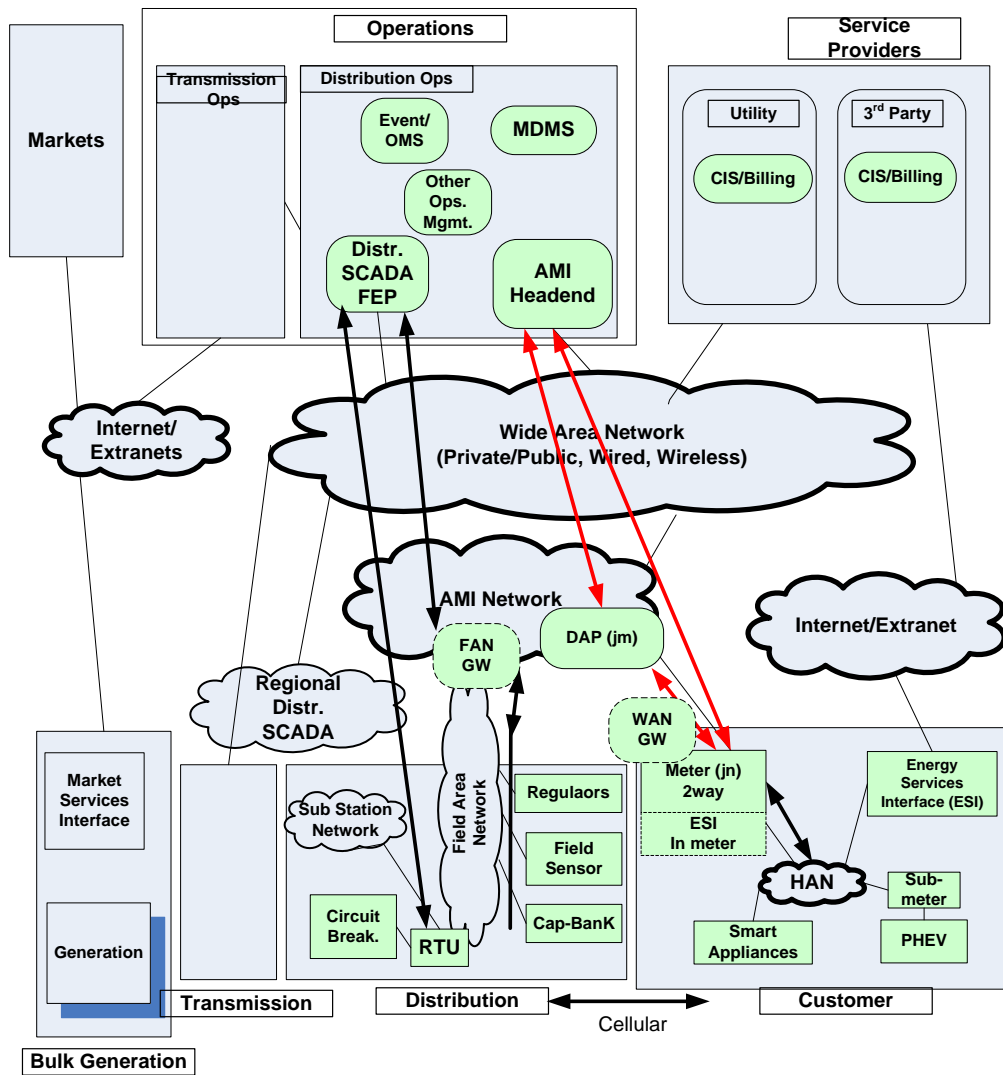 Operations
Service
Providers
Markets
Transmission
Ops
Distribution Ops
Event/
OMS
MDMS
Other
Ops.
Mgmt.
Distr.
SCADA
FEP
AMI
Headend
Utility
3rd Party
CIS/Billing
CIS/Billing
Internet/
Extranets
Wide Area Network
(Private/Public, Wired, Wireless)
AMI Network
FAN
GW
DAP (jm)
Internet/Extranet
Regional
Distr.
SCADA
WAN
GW
Market
Services
Interface
Generation
Sub Station
Network
Field Area
Network
Regulaors
Field
Sensor
Cap-BanK
Circuit
Break.
RTU
Meter (jn)
2way
ESI
In meter
Energy
Services
Interface (ESI)
HAN
Sub-
meter
Smart
Appliances
PHEV
Transmission
Distribution
Cellular
Customer
Bulk Generation